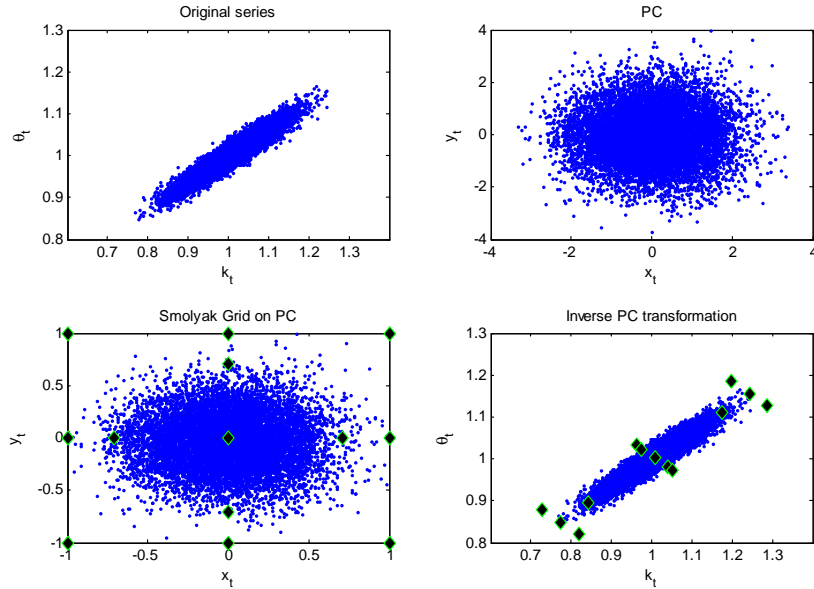 Original series
1.3
1.2
1.1
1
0.9
0.8
θt
0.7 0.8 0.9 1 1.1 1.2 1.3
kt
PC
4
2
0
-2
-4
yt
-4 -2 0 2 4
xt
Smolyak Grid on PC
1
0.5
0
-0.5
-1
yt
-1 -0.5 0 0.5 1
xt
Inverse PC transformation
1.3
1.2
1.1
1
0.9
0.8
θt
0.7 0.8 0.9 1 1.1 1.2 1.3
kt